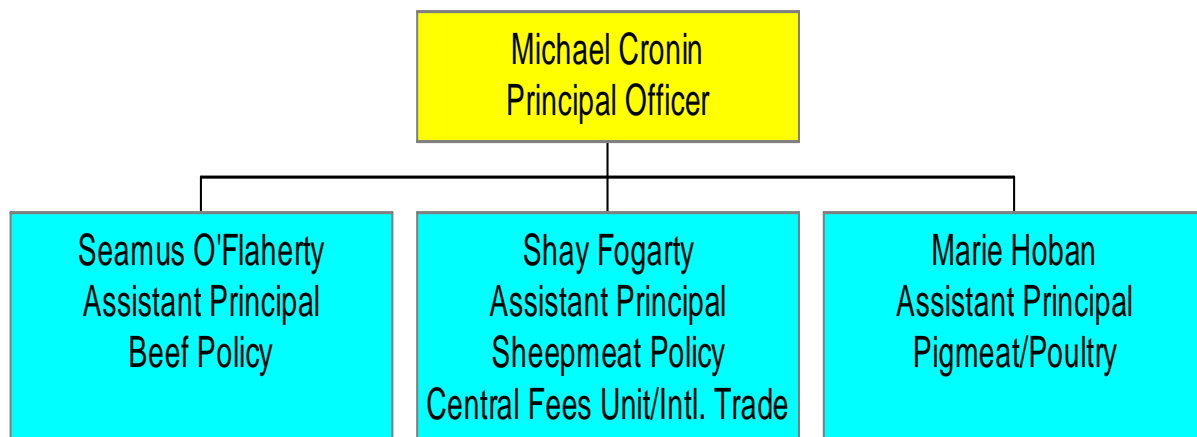 Michael Cronin
Principal Officer
Seamus O'Flaherty
Assistant Principal
Beef Policy
Shay Fogarty
Assistant Principal
Sheepmeat Policy
Central Fees Unit/Intl. Trade
Marie Hoban
Assistant Principal
Pigmeat/Poultry